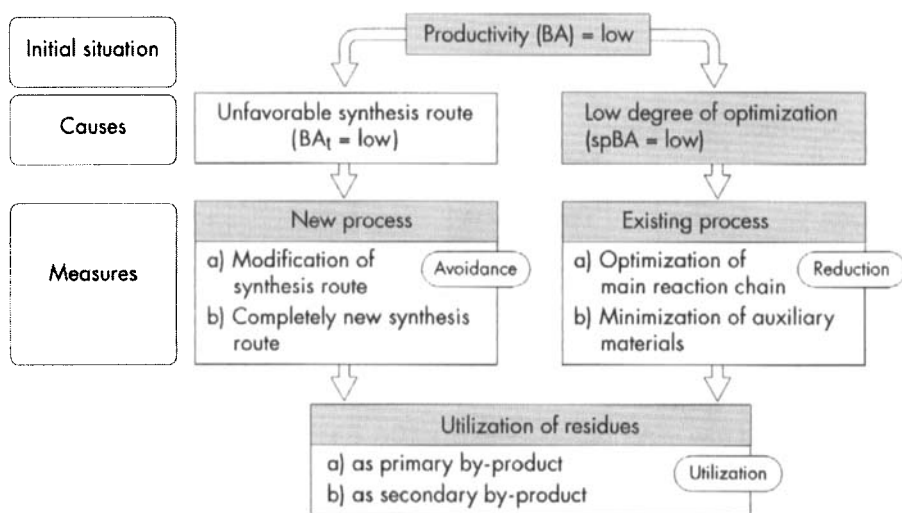 Productivity (BA) = low
Initial situation
Causes
Unfavorable synthesis route
(BAt = low)
Low degree of optimization
(spBA = low)
Measures
New process
a) Modification of
synthesis route
b) Completely new synthesis
route
Avoidance
Existing process
a) Optimization of
main reaction chain
b) Minimization of auxiliary
materials
Reduction
Utilization of residues
a) as primary by-product
b) as secondary by-product
Utilization